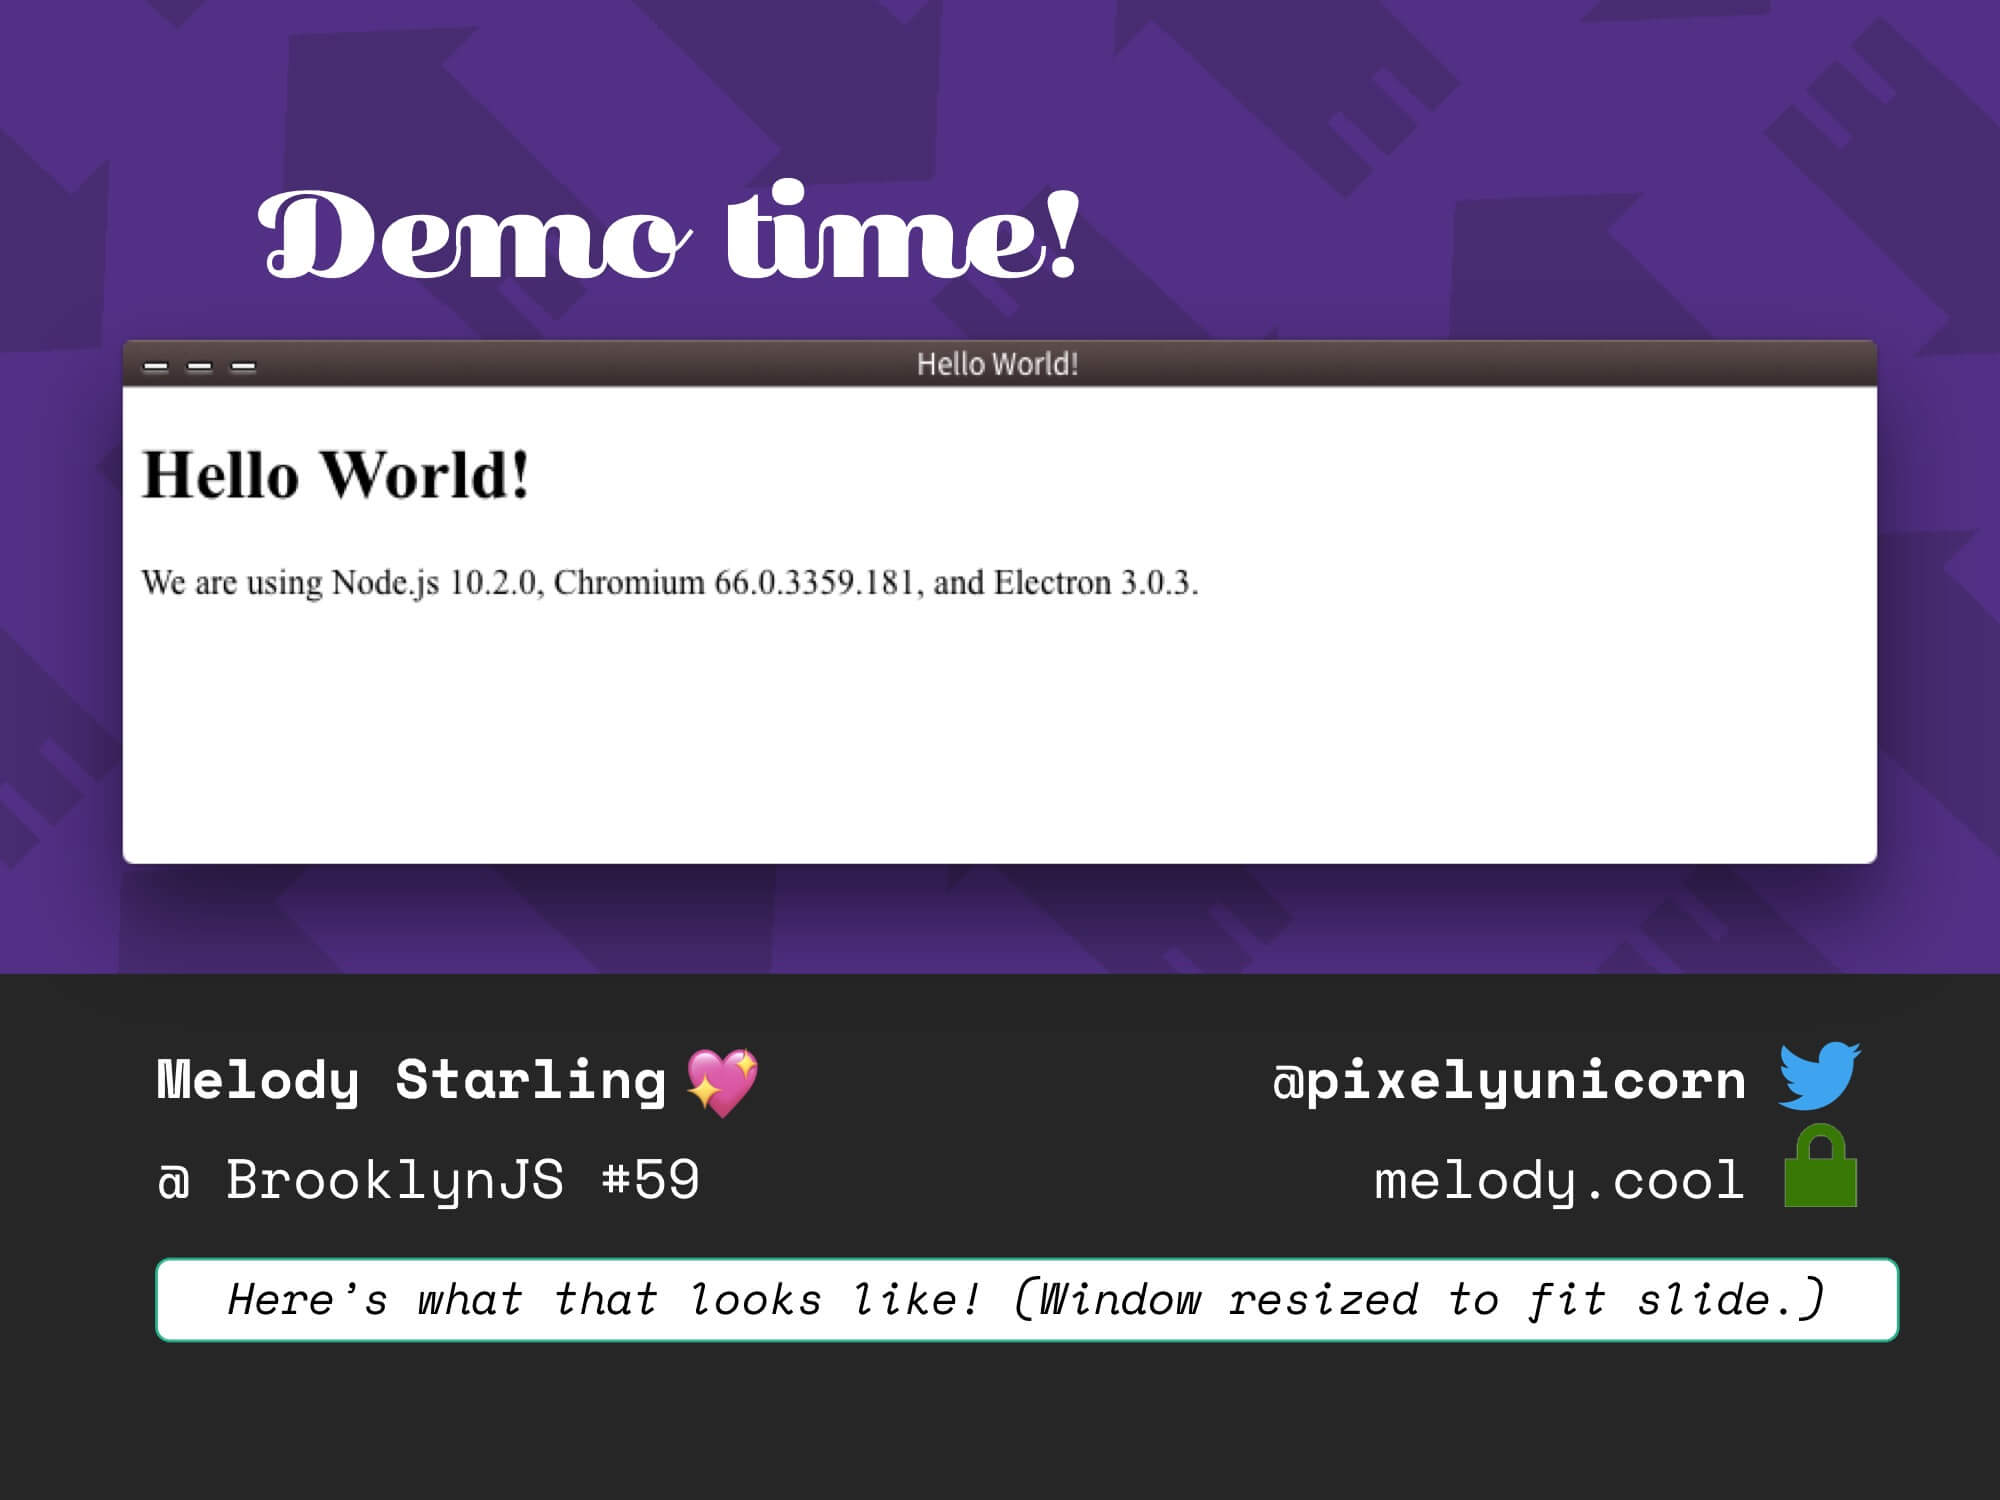 Demo time!
Hello World!
Hello World!
We are using Node.js 10.2.0, Chromium 66.0.3359.181, and Electron 3.0.3.
Melody Starling 💖
@pixelyunicorn
@ BrooklynJS #59
melody.cool
Here’s what that looks like! (Window resized to fit slide.)